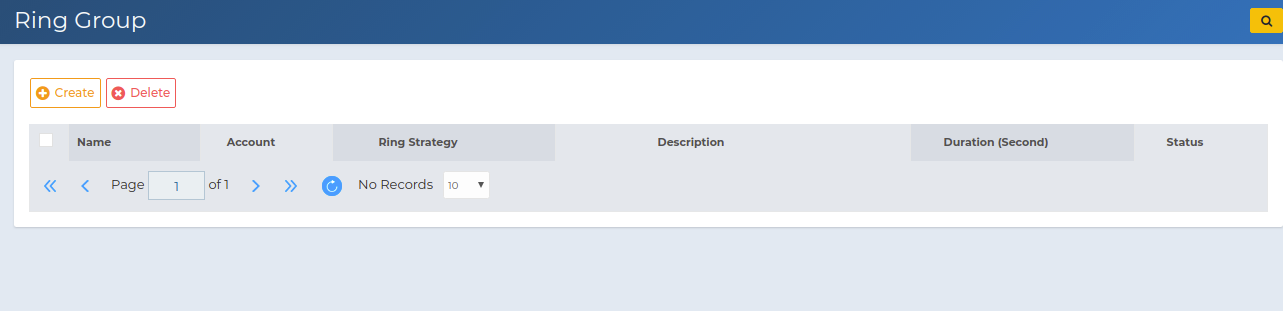 Ring Group
Create Delete
Name Account Ring Strategy Description Duration (Second) Status
Page 1 of 1 No Records 10